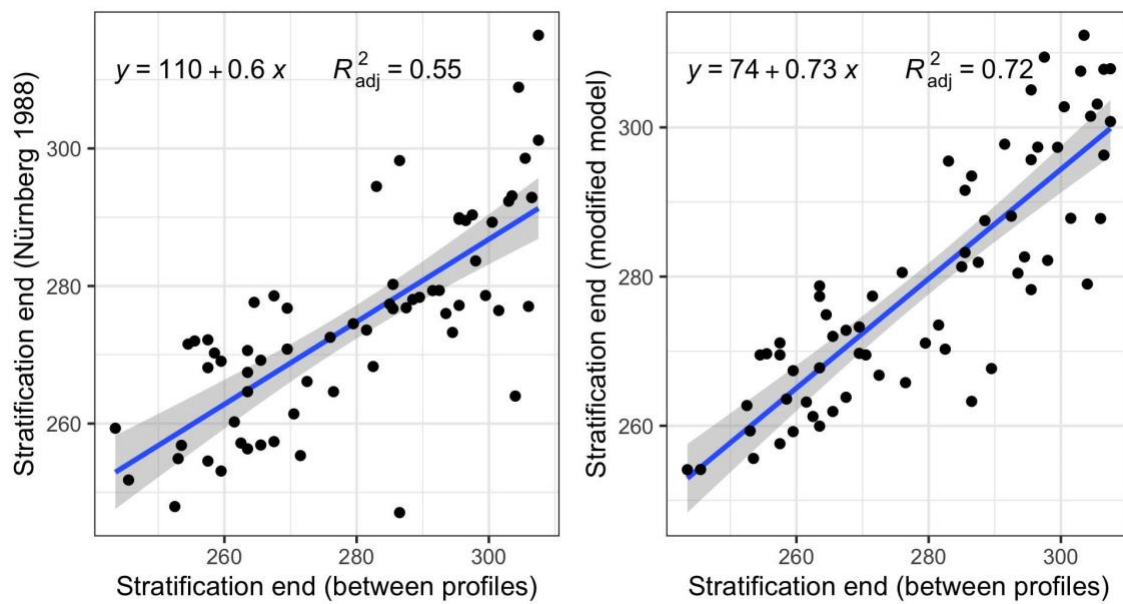 y = 110 + 0.6 x   R²adj = 0.55
Stratification end (Nürnberg 1988)
300
280
260
260 280 300
Stratification end (between profiles)
y = 74 + 0.73 x   R²adj = 0.72
Stratification end (modified model)
300
280
260
260 280 300
Stratification end (between profiles)